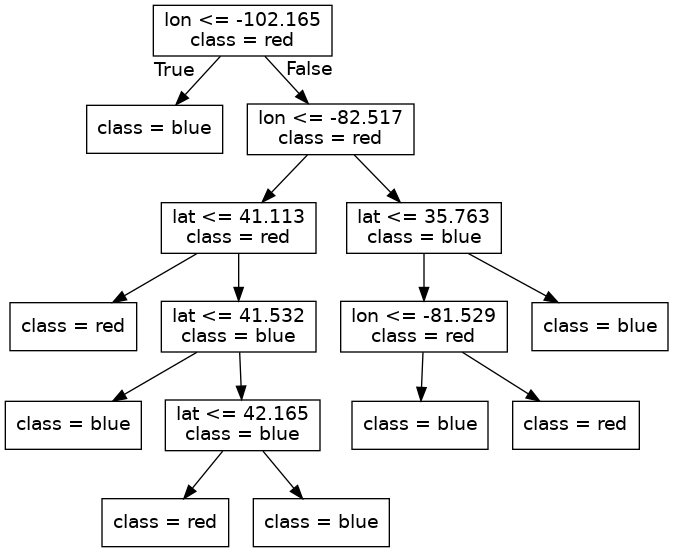 lon <= -102.165
class = red
True
False
class = blue
lon <= -82.517
class = red
lat <= 41.113
class = red
lat <= 35.763
class = blue
class = red
lat <= 41.532
class = blue
lon <= -81.529
class = red
class = blue
class = blue
lat <= 42.165
class = blue
class = blue
class = red
class = red
class = blue